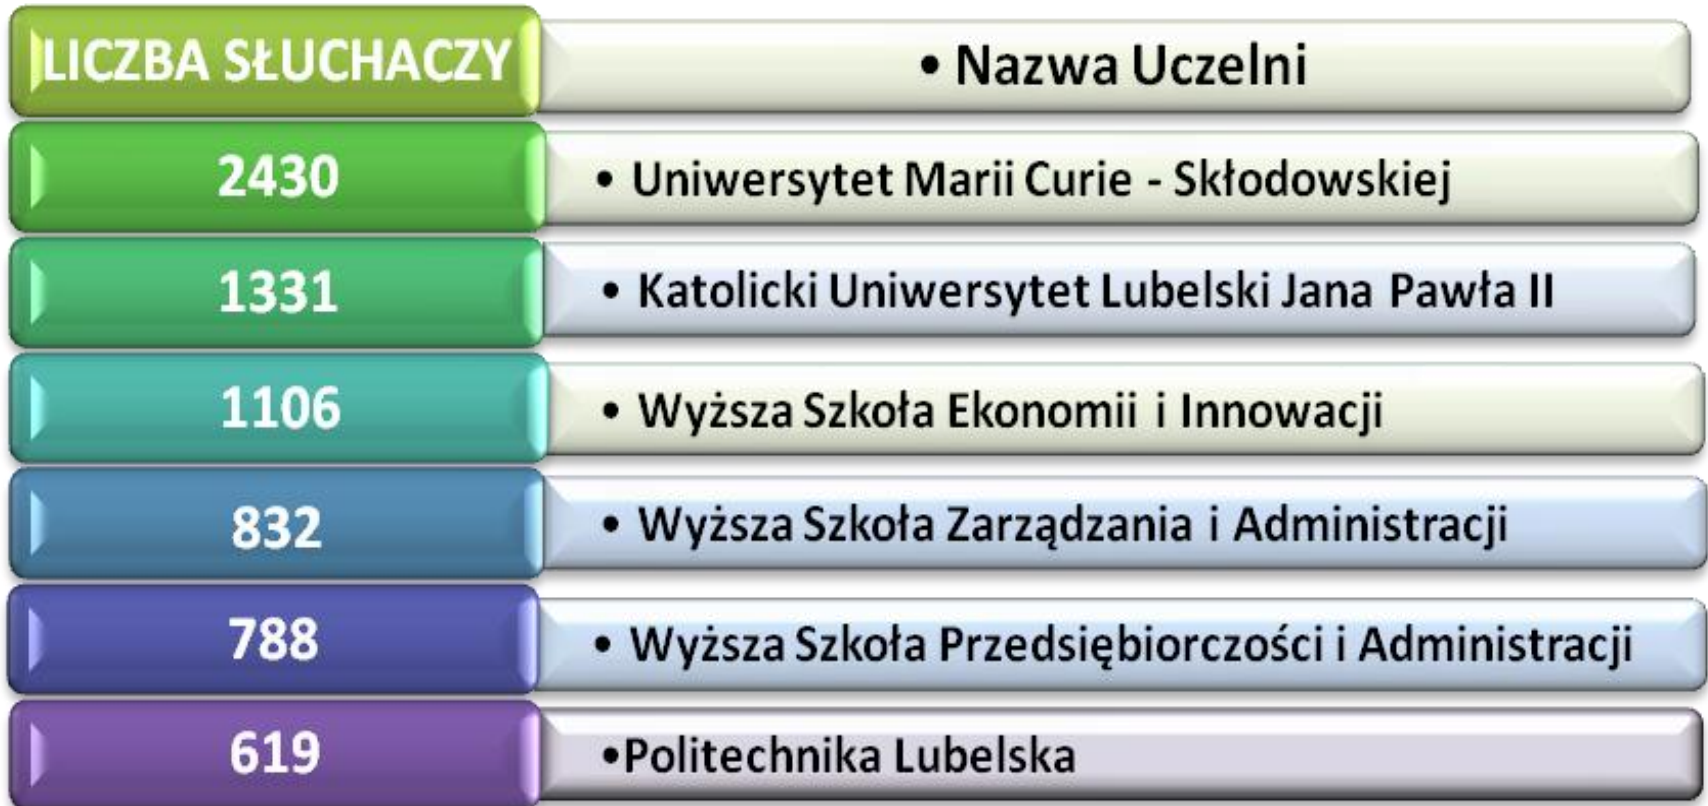 LICZBA SŁUCHACZY • Nazwa Uczelni
2430 • Uniwersytet Marii Curie - Skłodowskiej
1331 • Katolicki Uniwersytet Lubelski Jana Pawła II
1106 • Wyższa Szkoła Ekonomii i Innowacji
832 • Wyższa Szkoła Zarządzania i Administracji
788 • Wyższa Szkoła Przedsiębiorczości i Administracji
619 •Politechnika Lubelska